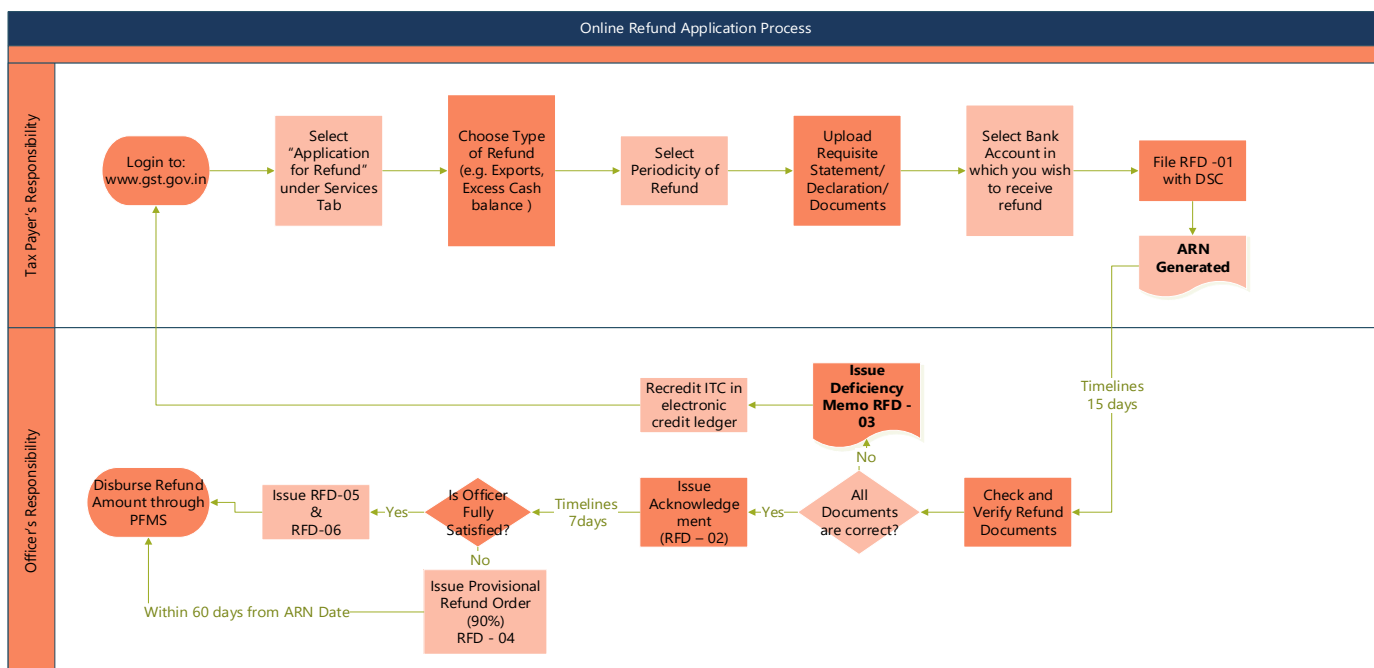 Online Refund Application Process
Tax Payer's Responsibility
Login to:
www.gst.gov.in
Select
“Application
for Refund”
under Services
Tab
Choose Type
of Refund
(e.g. Exports,
Excess Cash
balance )
Select
Periodicity of
Refund
Upload
Requisite
Statement/
Declaration/
Documents
Select Bank
Account in
which you wish
to receive
refund
File RFD -01
with DSC
ARN
Generated
Officer's Responsibility
Timelines
15 days
Check and
Verify Refund
Documents
All
Documents
are correct?
No
Issue
Deficiency
Memo RFD -
03
Recredit ITC in
electronic
credit ledger
Yes
Issue
Acknowledge
ment
(RFD – 02)
Timelines
7days
Is Officer
Fully
Satisfied?
Yes
Issue RFD-05
&
RFD-06
Disburse Refund
Amount through
PFMS
No
Issue Provisional
Refund Order
(90%)
RFD - 04
Within 60 days from ARN Date